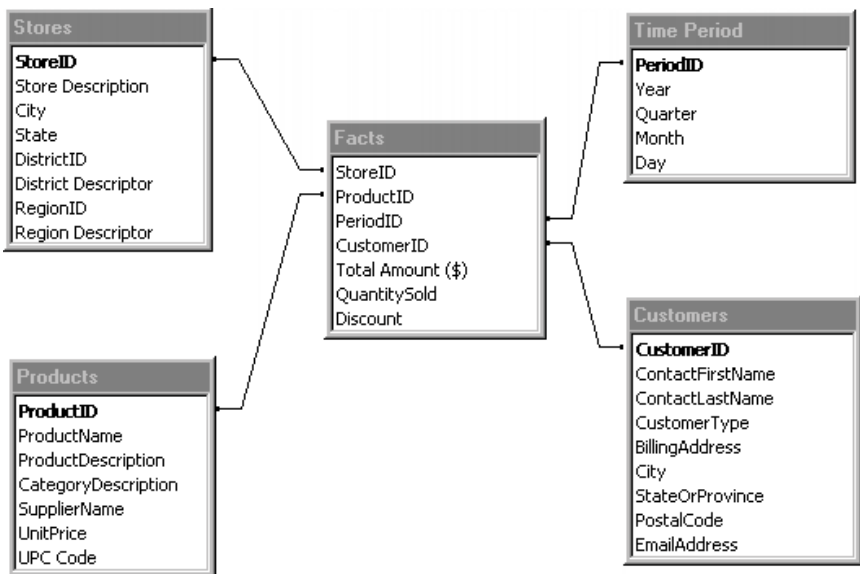 Stores
StoreID
Store Description
City
State
DistrictID
District Descriptor
RegionID
Region Descriptor
Facts
StoreID
ProductID
PeriodID
CustomerID
Total Amount ($)
QuantitySold
Discount
Time Period
PeriodID
Year
Quarter
Month
Day
Products
ProductID
ProductName
ProductDescription
CategoryDescription
SupplierName
UnitPrice
UPC Code
Customers
CustomerID
ContactFirstName
ContactLastName
CustomerType
BillingAddress
City
StateOrProvince
PostalCode
EmailAddress